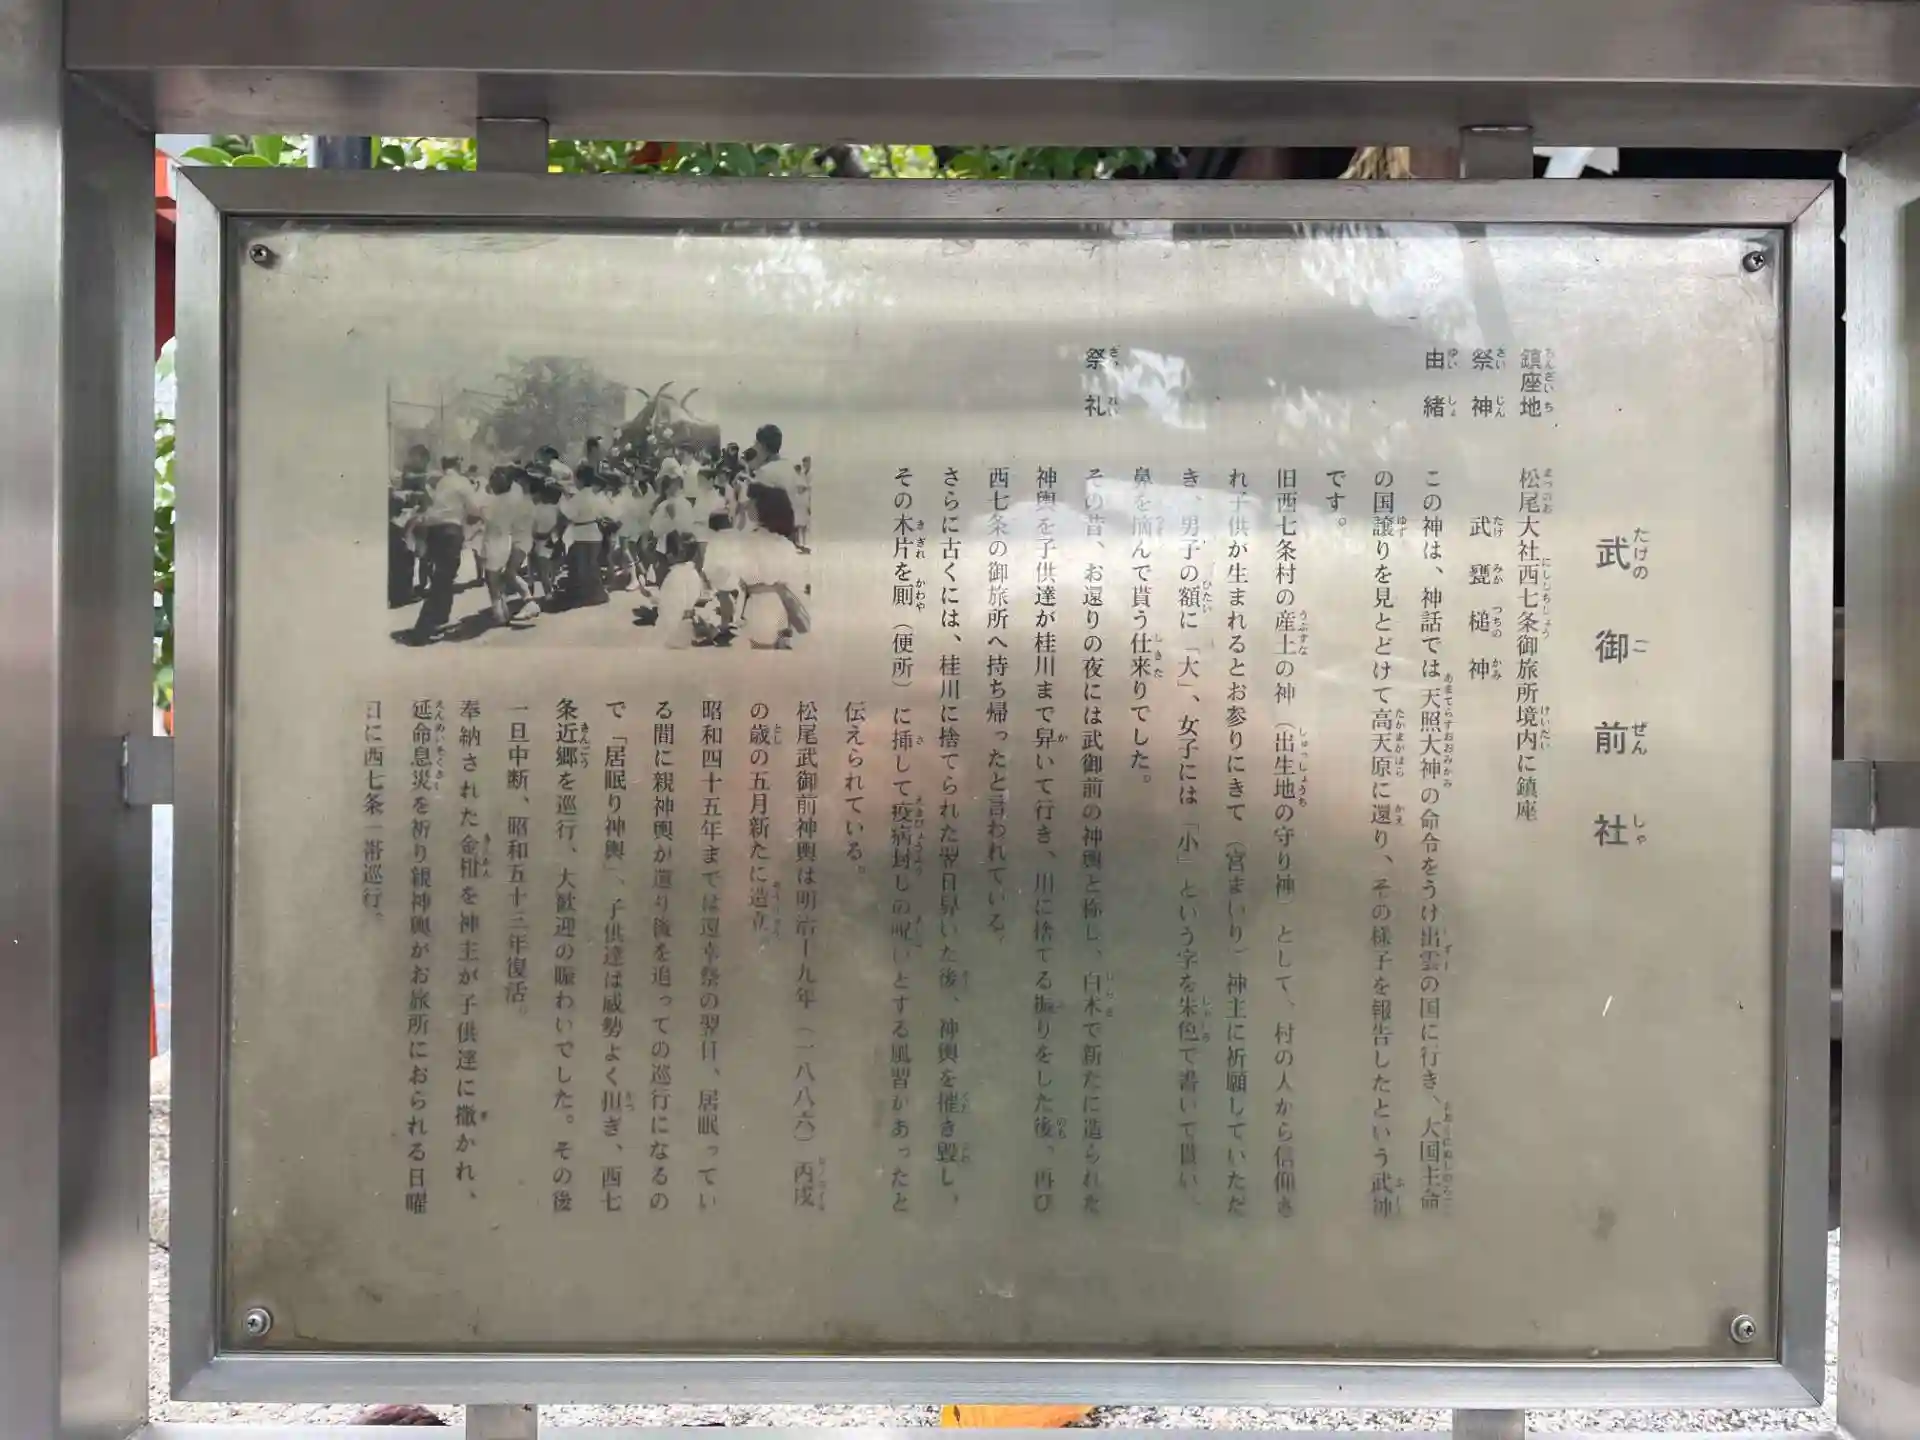 武御前社
鎮座地 松尾大社西七条御旅所境内に鎮座
祭神 武甕槌神
由緒 この神は、神話では天照大神の命令をうけ出雲の国に行き、大国主命
の国譲りを見とどけて高天原に還り、その様子を報告したという武神
です。
旧西七条村の産土の神（出生地の守り神）として、村の人から信仰さ
れ子供が生まれるとお参りにきて（宮まいり）神主に祈願していただ
き、男子の額に「大」、女子には「小」という字を朱色で書いて貰い、
鼻を摘んで貰う仕来りでした。
祭礼 その昔、お還りの夜には武御前の神輿と称し、白木で新たに造られた
神輿を子供達が桂川まで舁いて行き、川に捨てる振りをした後、再び
西七条の御旅所へ持ち帰ったと言われている。
さらに古くには、桂川に捨てられた翌日舁いた後、神輿を摧き毀し、
その木片を厠（便所）に挿して疫病封じの呪いとする風習があったと
伝えられている。
松尾武御前神輿は明治十九年（一八八六）丙戌
の歳の五月新たに造立
昭和四十五年までは還幸祭の翌日、居眠ってい
る間に親神輿が還り後を追っての巡行になるの
で「居眠り神輿」、子供達は威勢よく担ぎ、西七
条近郷を巡行、大歓迎の賑わいでした。その後
一旦中断、昭和五十三年復活。
奉納された金柑を神主が子供達に撒かれ、
延命息災を祈り親神輿がお旅所におられる日曜
日に西七条一帯巡行。